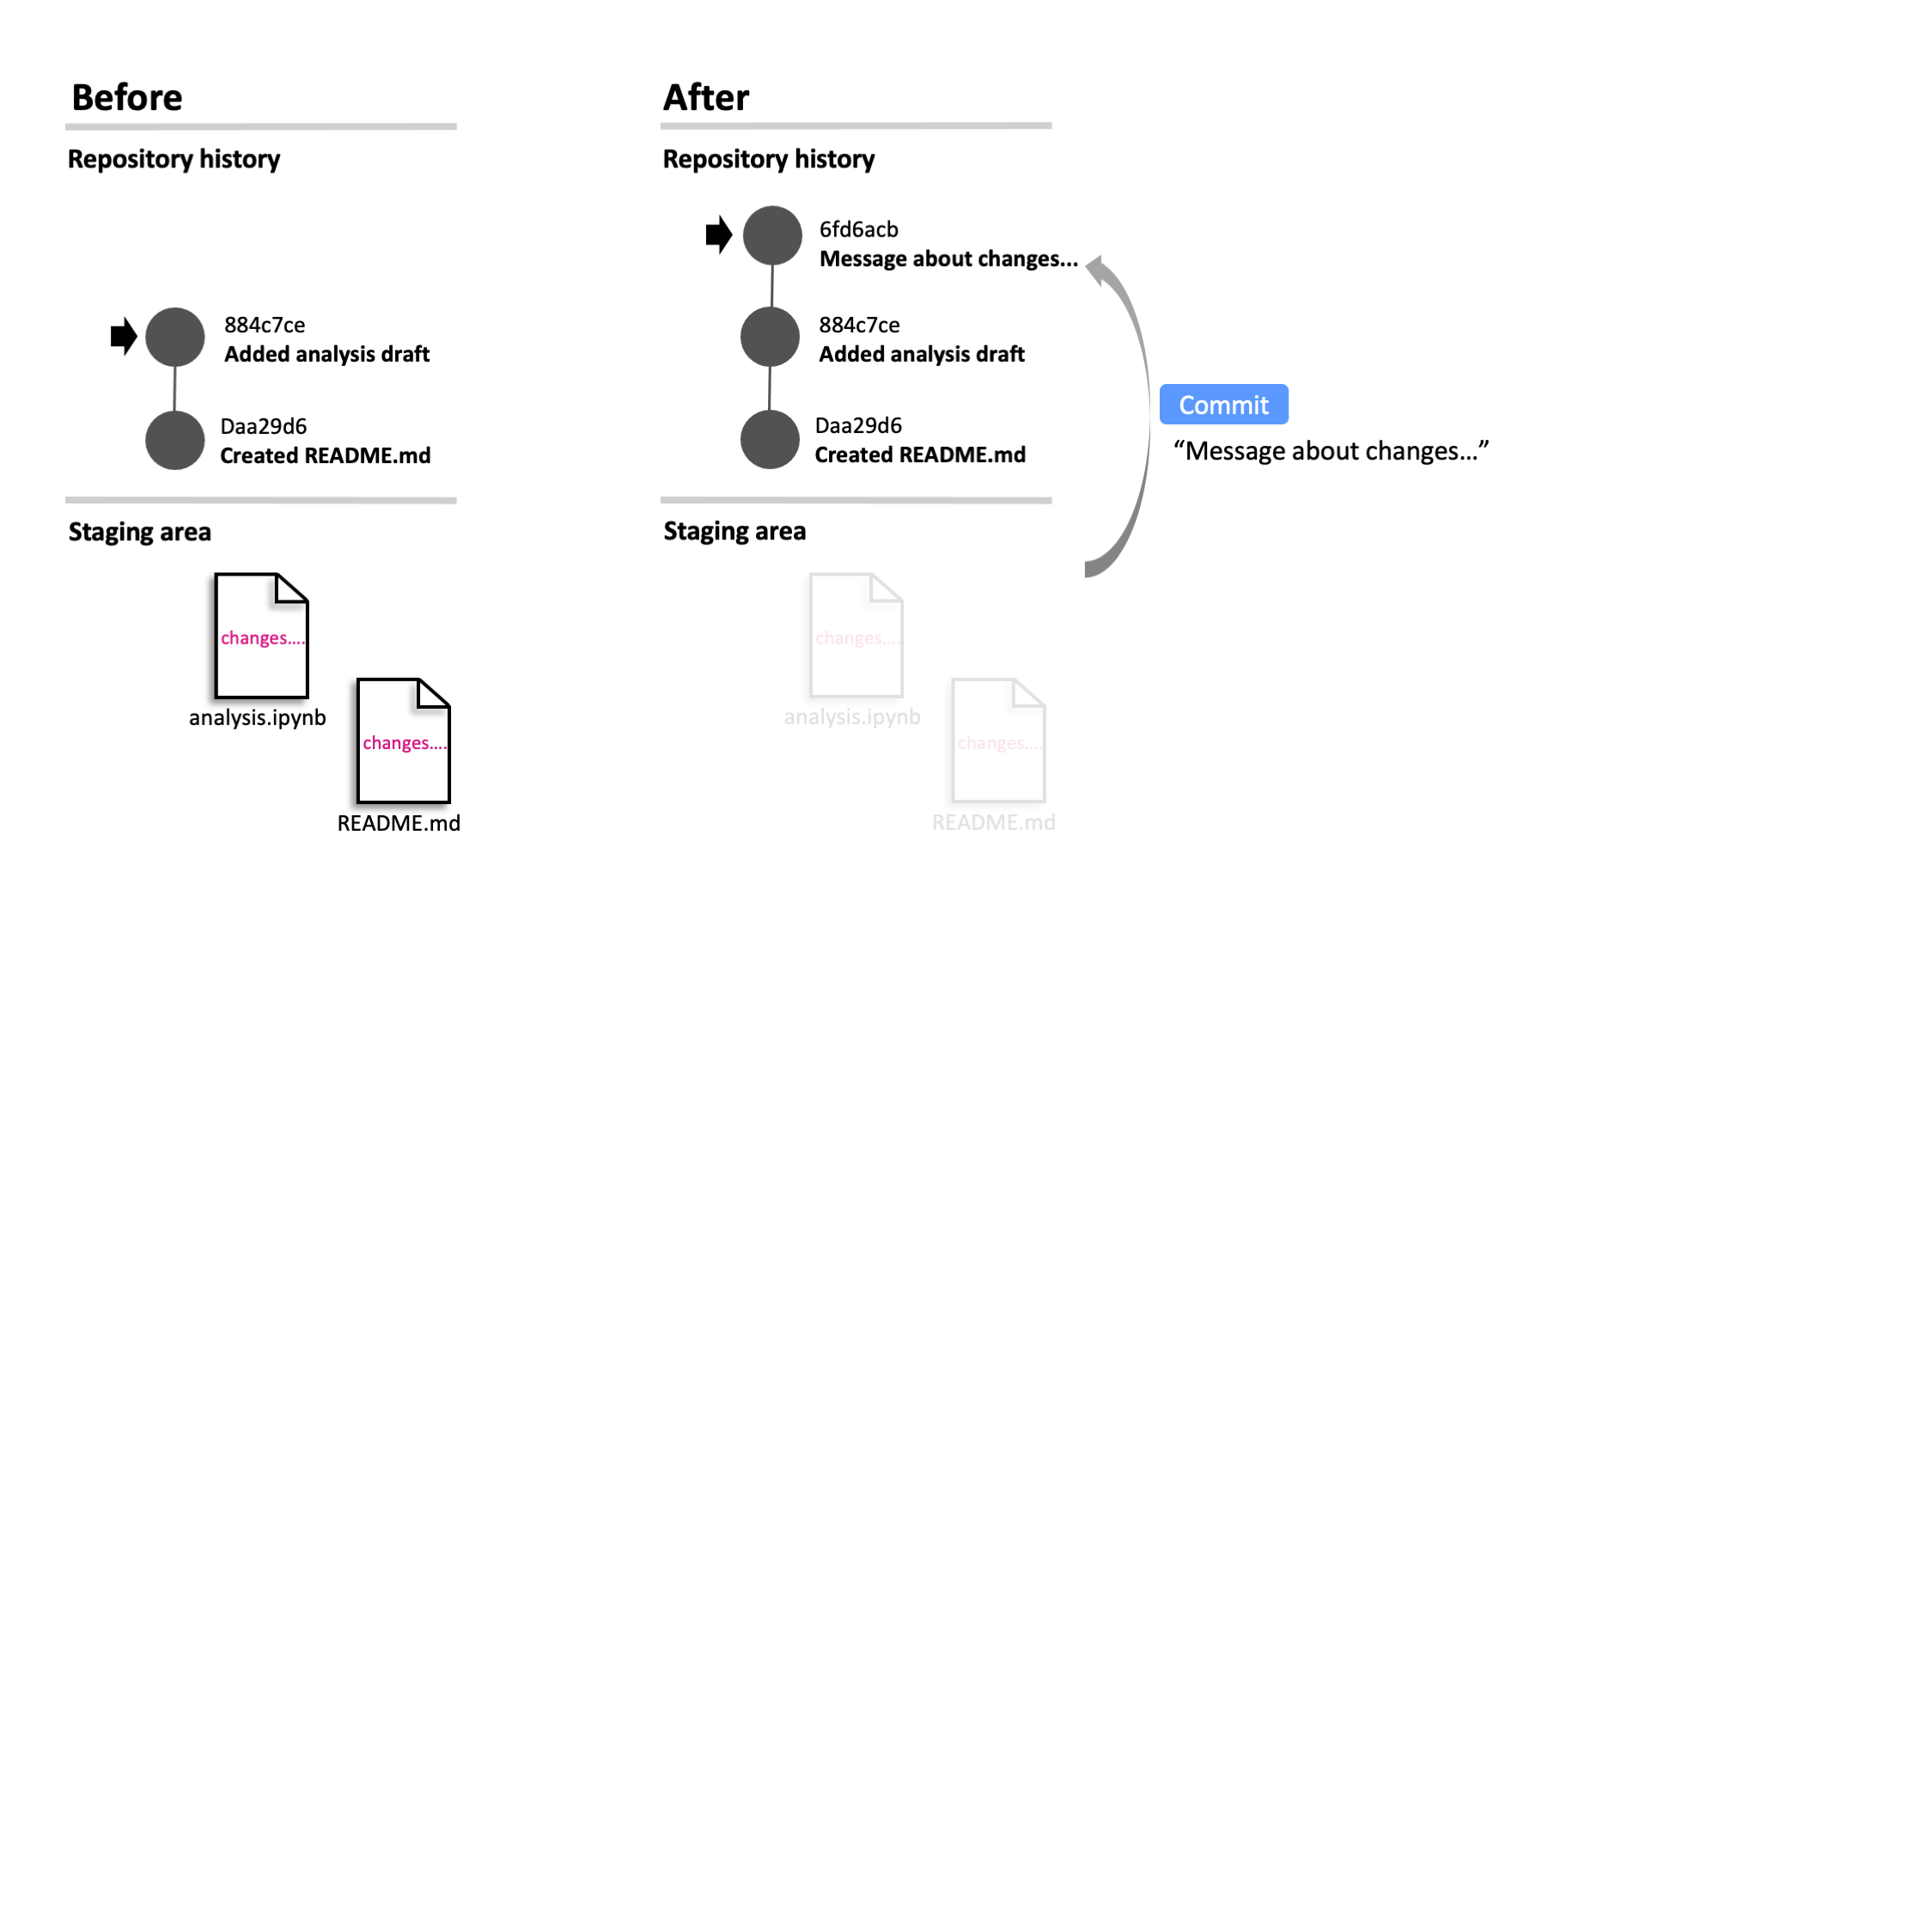 Before
Repository history
884c7ce
Added analysis draft
Daa29d6
Created README.md
Staging area
changes....
analysis.ipynb
changes....
README.md
After
Repository history
6fd6acb
Message about changes...
884c7ce
Added analysis draft
Daa29d6
Created README.md
Staging area
changes....
analysis.ipynb
changes....
README.md
Commit
“Message about changes...”